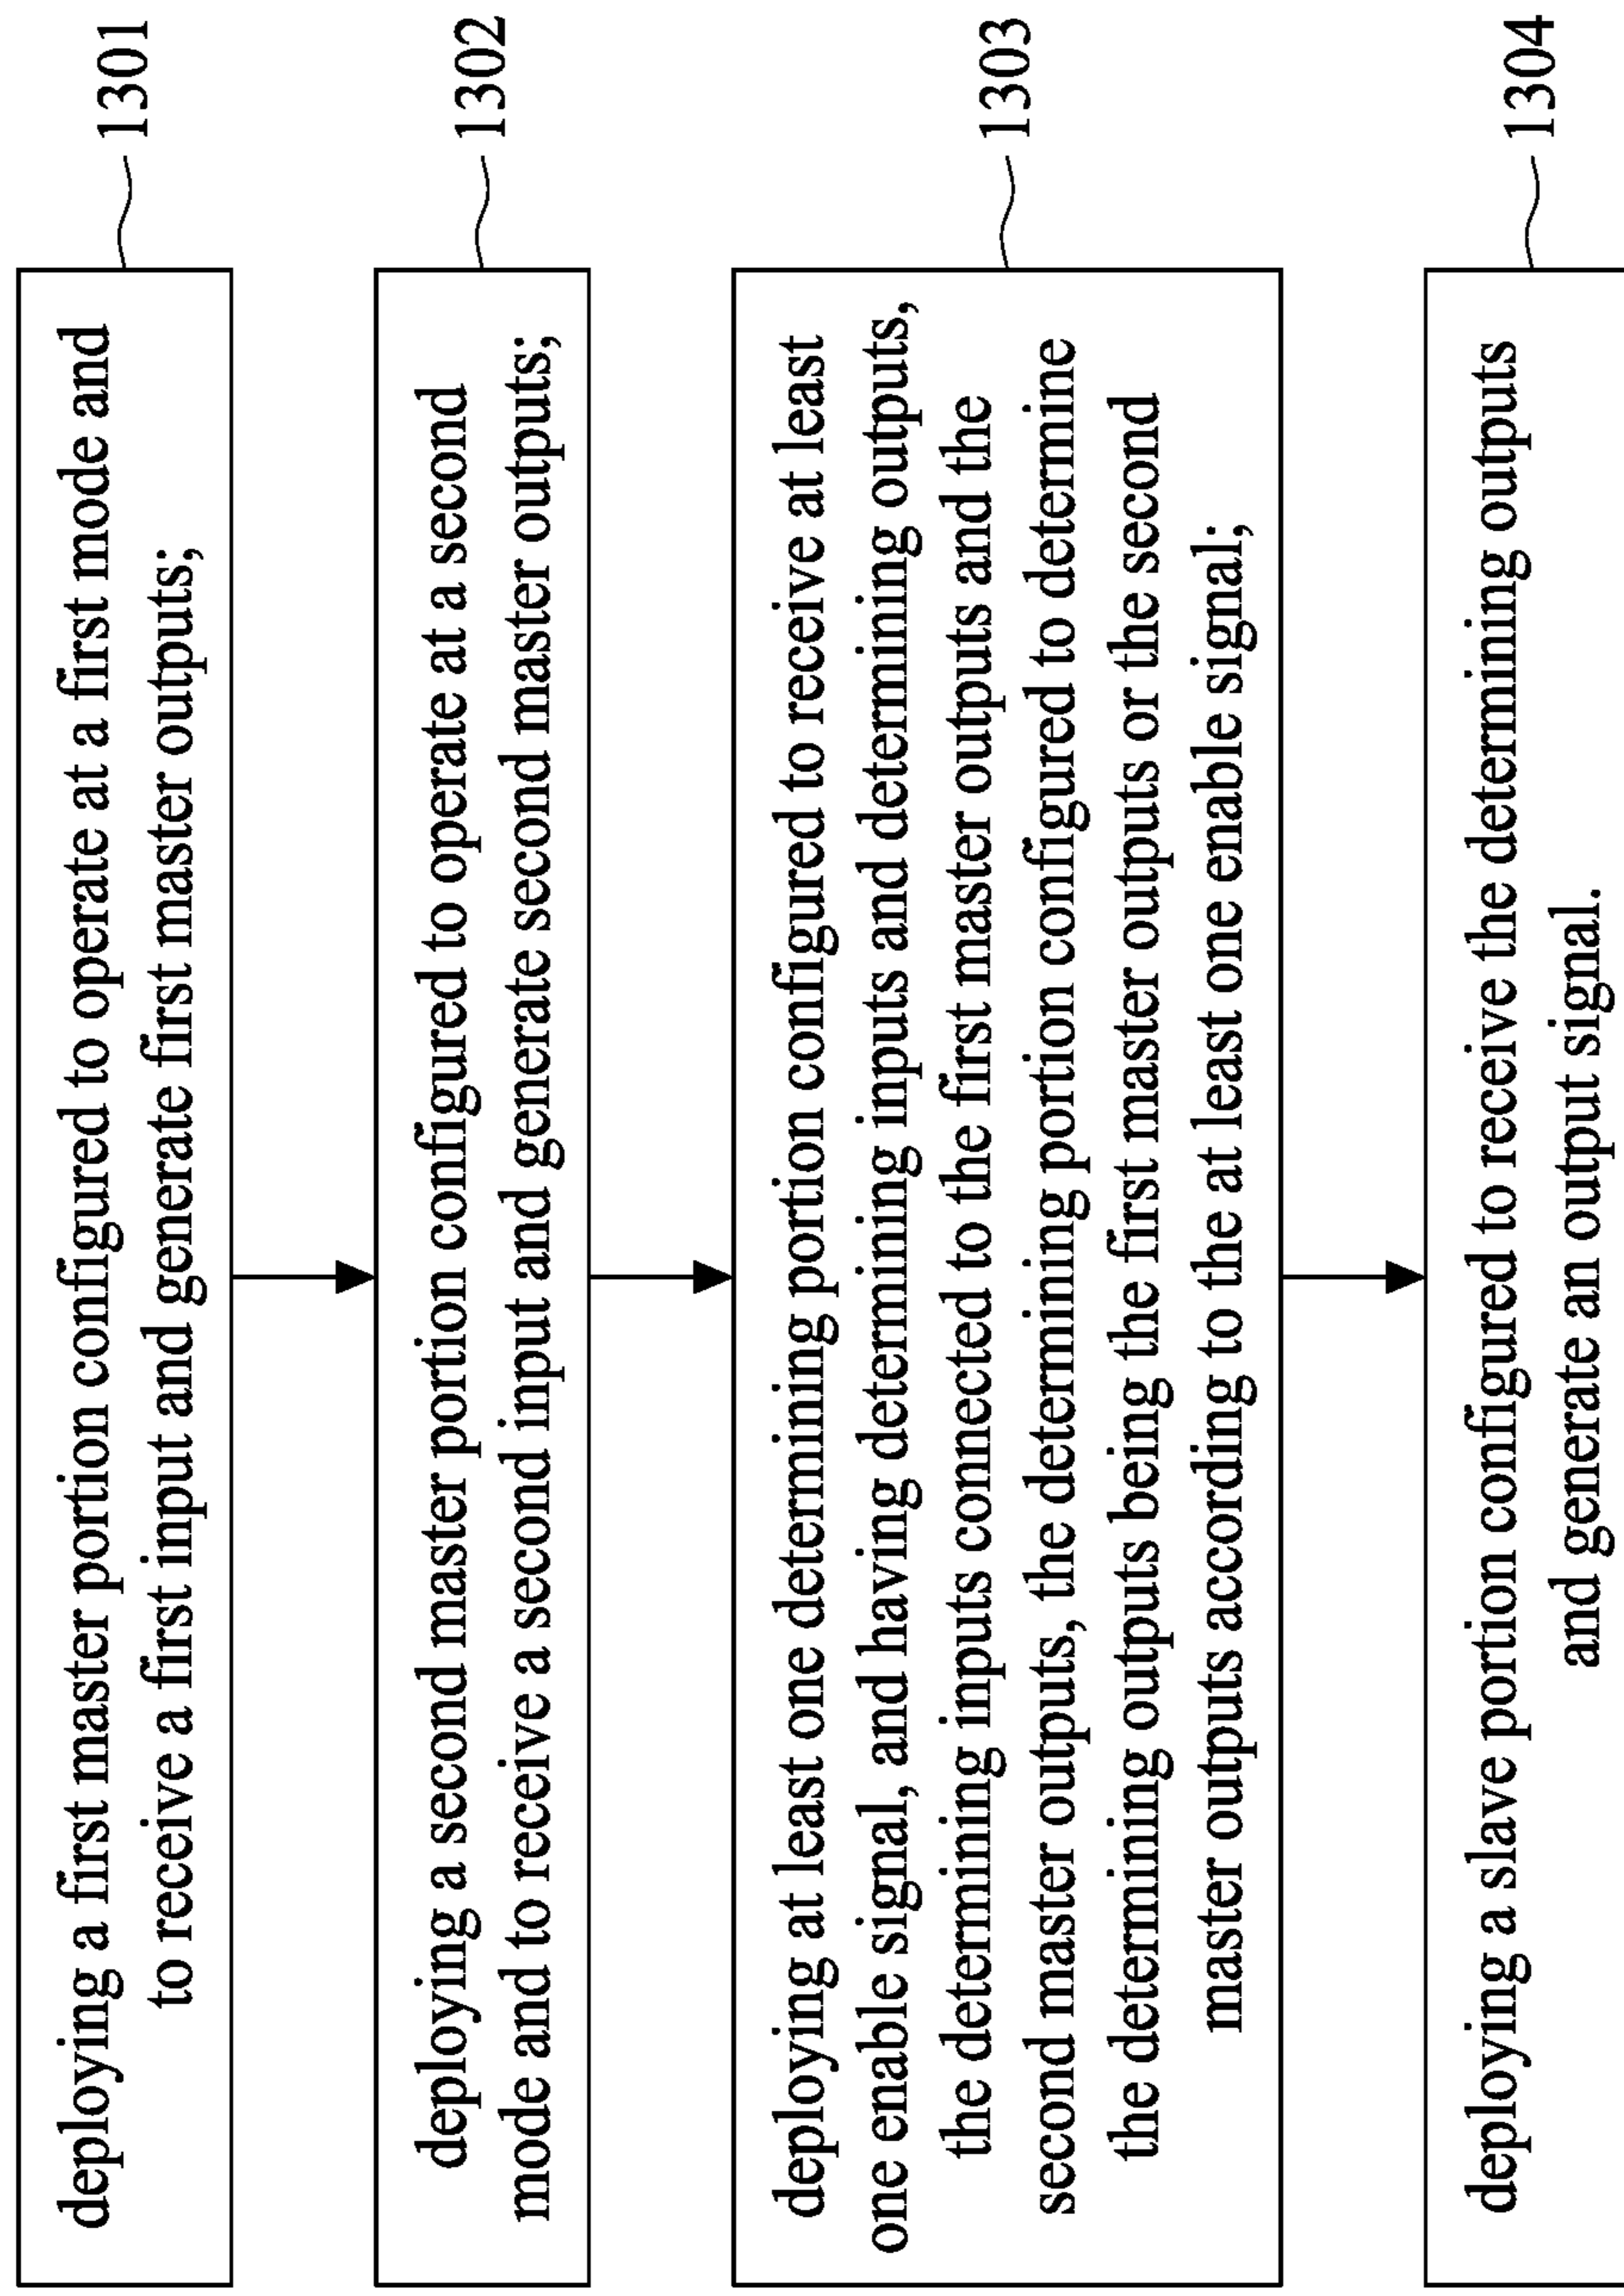 deploying a first master portion configured to operate at a first mode and
to receive a first input and generate first master outputs;
1301
deploying a second master portion configured to operate at a second
mode and to receive a second input and generate second master outputs;
1302
deploying at least one determining portion configured to receive at least
one enable signal, and having determining inputs and determining outputs,
the determining inputs connected to the first master outputs and the
second master outputs, the determining portion configured to determine
the determining outputs being the first master outputs or the second
master outputs according to the at least one enable signal;
1303
deploying a slave portion configured to receive the determining outputs
and generate an output signal.
1304